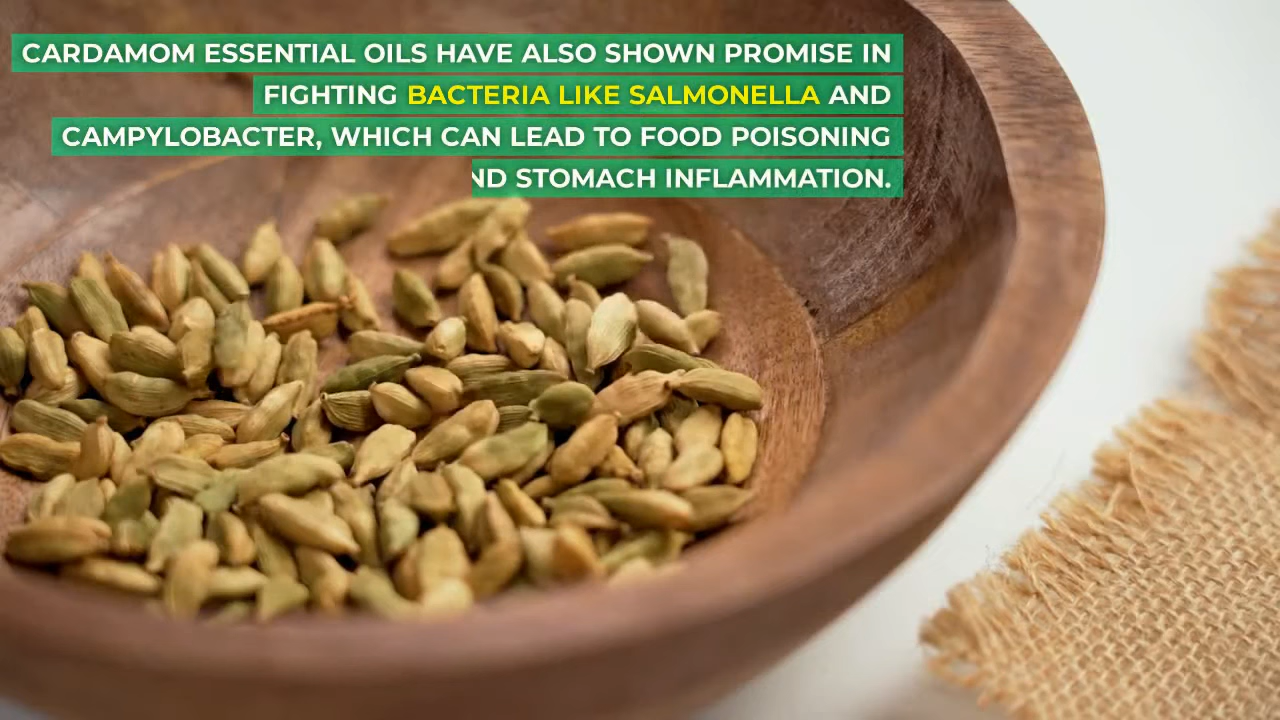 CARDAMOM ESSENTIAL OILS HAVE ALSO SHOWN PROMISE IN
FIGHTING BACTERIA LIKE SALMONELLA AND
CAMPYLOBACTER, WHICH CAN LEAD TO FOOD POISONING
ND STOMACH INFLAMMATION.